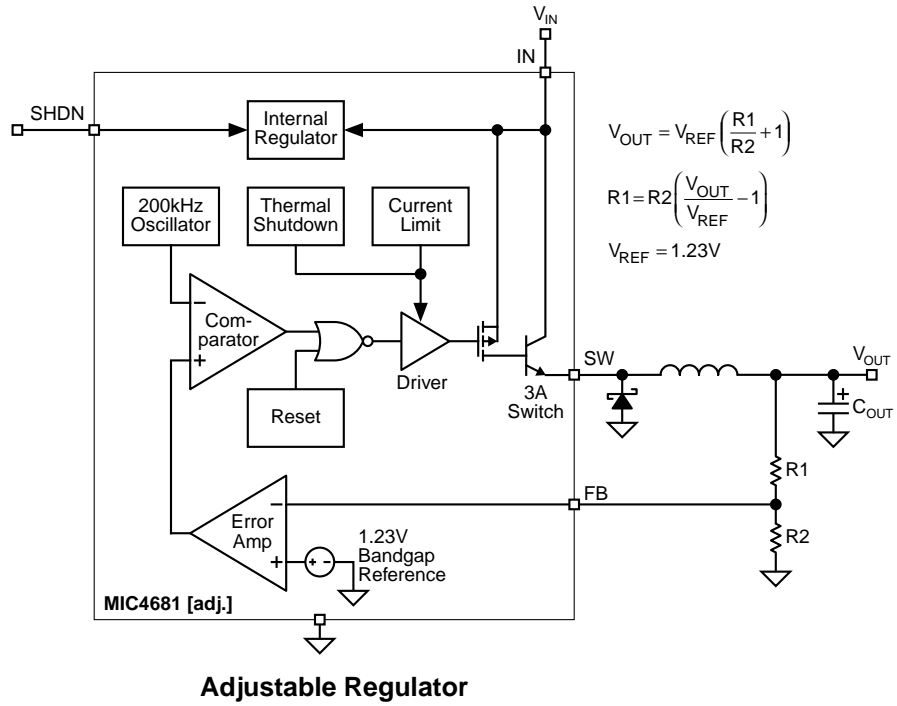 V_IN
IN
SHDN
Internal
Regulator
V_OUT = V_REF (R1/R2 + 1)
R1 = R2 (V_OUT/V_REF − 1)
V_REF = 1.23V
200kHz
Oscillator
Thermal
Shutdown
Current
Limit
−
Com-
parator
+
Driver
Reset
SW
3A
Switch
V_OUT
+
C_OUT
R1
FB
R2
−
Error
Amp
+
+ -
1.23V
Bandgap
Reference
MIC4681 [adj.]
Adjustable Regulator